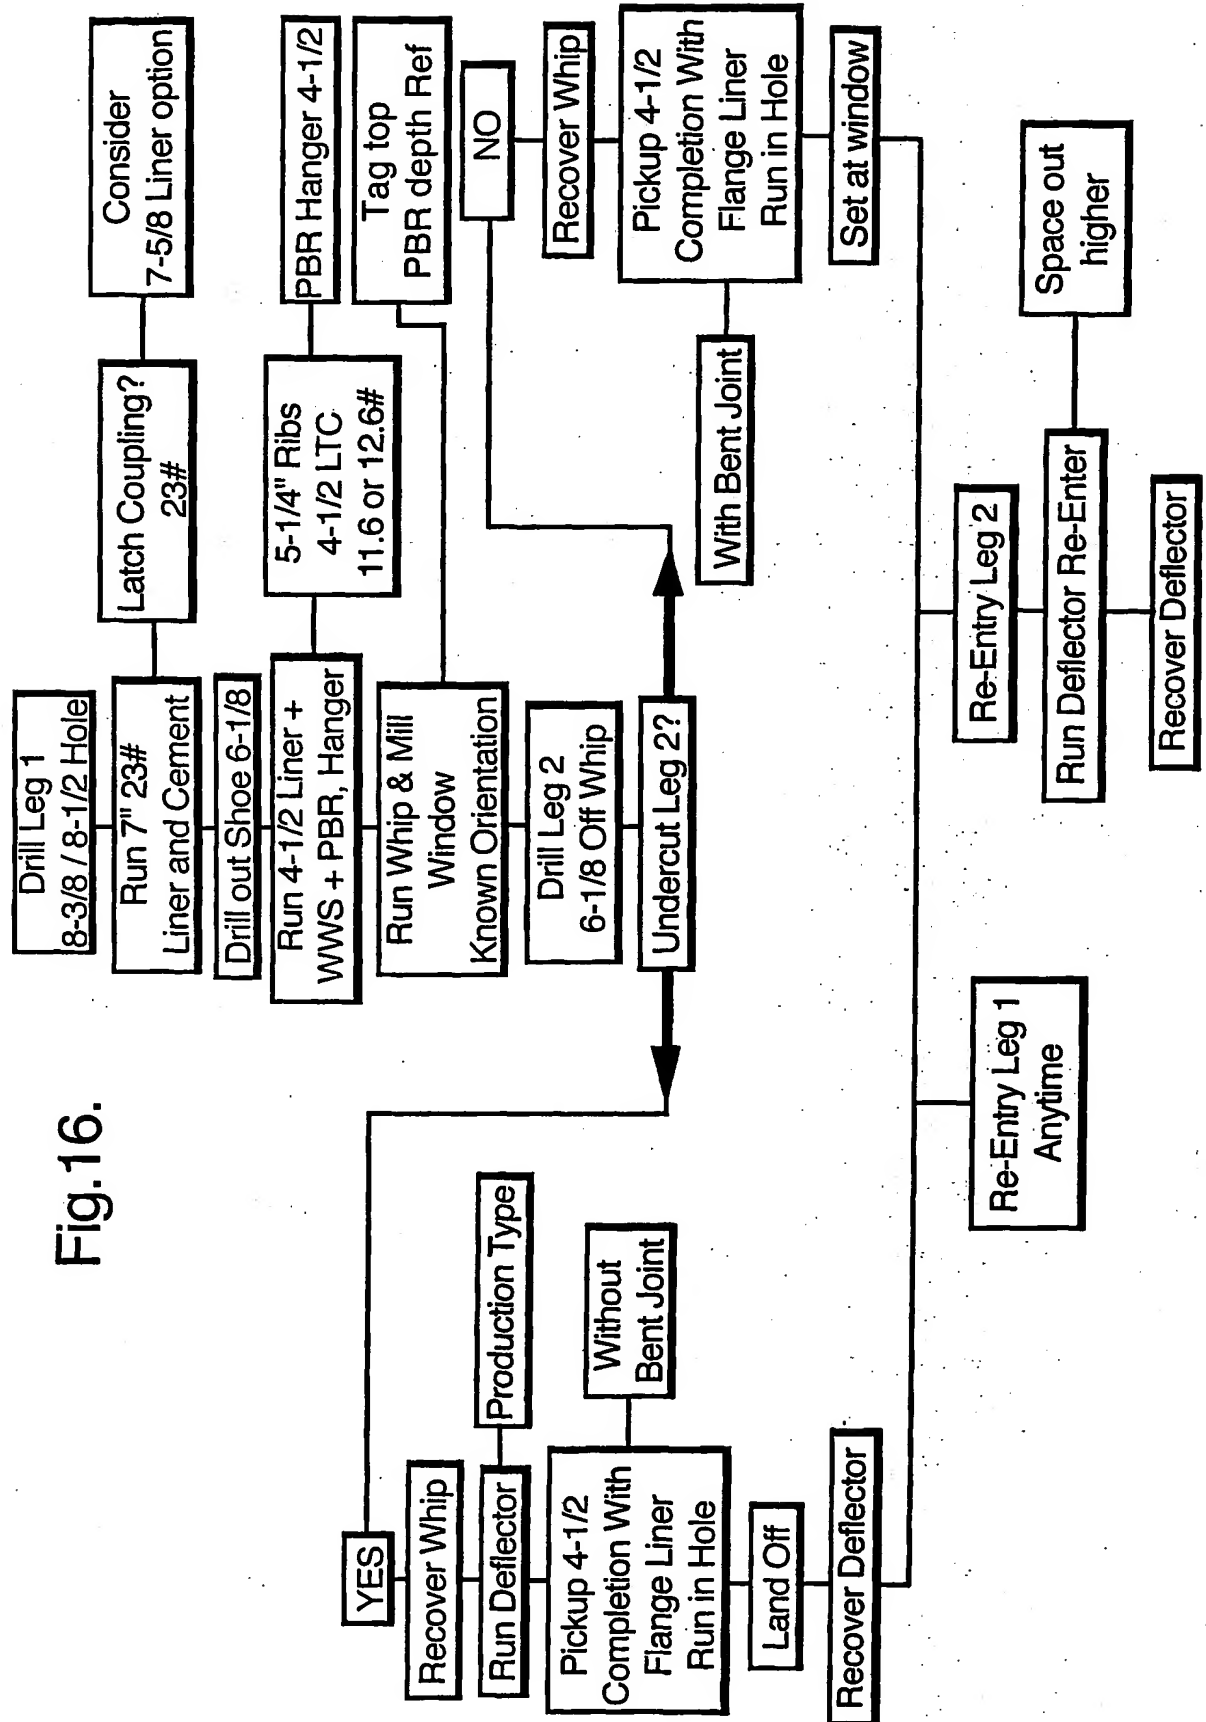 Fig.16.
Drill Leg 1
8-3/8 / 8-1/2 Hole
Run 7" 23#
Liner and Cement
Latch Coupling?
23#
Consider
7-5/8 Liner option
Drill out Shoe 6-1/8
Run 4-1/2 Liner +
WWS + PBR, Hanger
5-1/4" Ribs
4-1/2 LTC
11.6 or 12.6#
PBR Hanger 4-1/2
Run Whip & Mill
Window
Known Orientation
Tag top
PBR depth Ref
Drill Leg 2
6-1/8 Off Whip
Undercut Leg 2?
YES
Recover Whip
Run Deflector
Production Type
Pickup 4-1/2
Completion With
Flange Liner
Run in Hole
Without
Bent Joint
Land Off
Recover Deflector
NO
Recover Whip
Pickup 4-1/2
Completion With
Flange Liner
Run in Hole
With Bent Joint
Set at window
Re-Entry Leg 1
Anytime
Re-Entry Leg 2
Run Deflector Re-Enter
Space out
higher
Recover Deflector